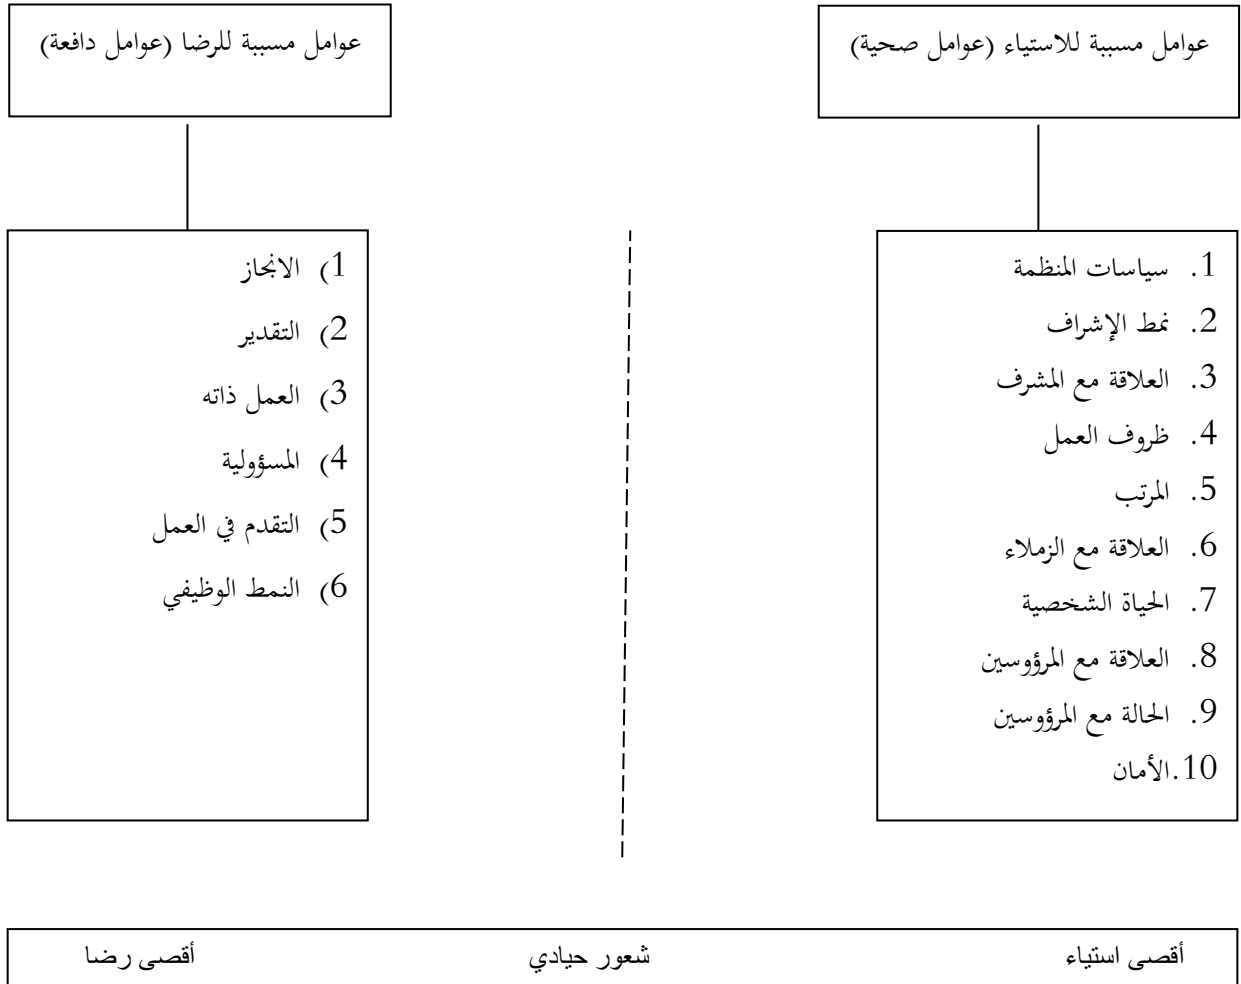 عوامل مسببة للاستياء (عوامل صحية)
1. سياسات المنظمة
2. نمط الإشراف
3. العلاقة مع المشرف
4. ظروف العمل
5. المرتب
6. العلاقة مع الزملاء
7. الحياة الشخصية
8. العلاقة مع المرؤوسين
9. الحالة مع المرؤوسين
10.الأمان
عوامل مسببة للرضا (عوامل دافعة)
1) الانجاز
2) التقدير
3) العمل ذاته
4) المسؤولية
5) التقدم في العمل
6) النمط الوظيفي
أقصى استياء شعور حيادي أقصى رضا